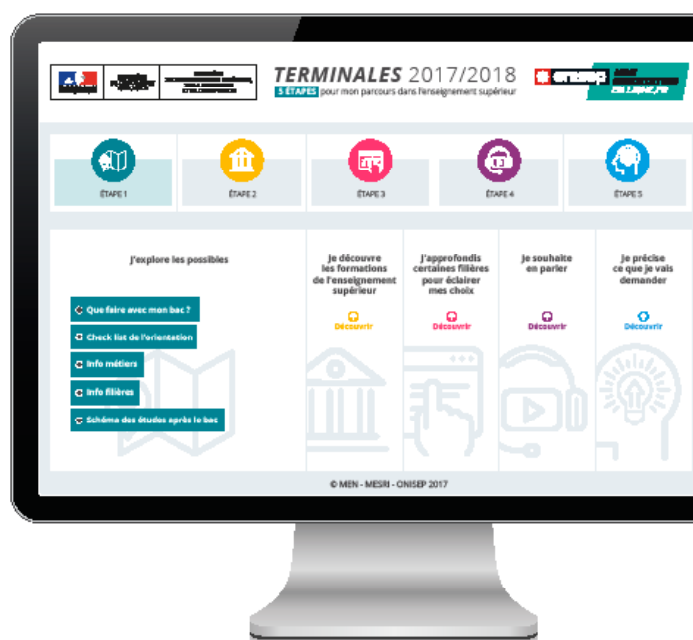 TERMINALES 2017/2018
5 ÉTAPES pour mon parcours dans l'enseignement supérieur
onisep
ÉTAPE 1
ÉTAPE 2
ÉTAPE 3
ÉTAPE 4
ÉTAPE 5
J'explore les possibles
Que faire avec mon bac ?
Check list de l'orientation
Info métiers
Info filières
Schéma des études après le bac
Je découvre
les formations
de l'enseignement
supérieur
Découvrir
J'approfondis
certaines filières
pour éclairer
mes choix
Découvrir
Je souhaite
en parler
Découvrir
Je précise
ce que je vais
demander
Découvrir
© MEN - MESRI - ONISEP 2017